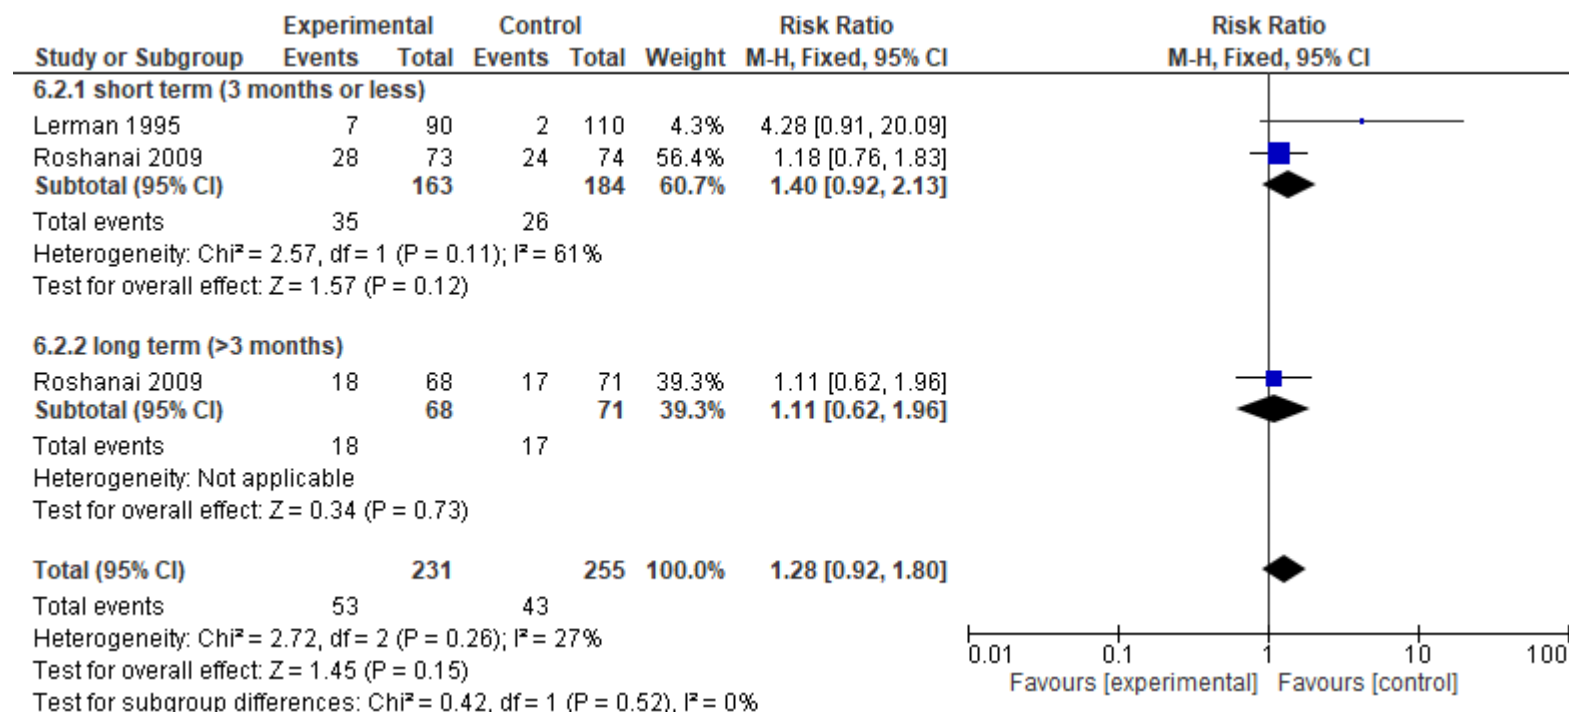 Experimental Control Risk Ratio Risk Ratio
Study or Subgroup Events Total Events Total Weight M-H, Fixed, 95% CI M-H, Fixed, 95% CI
6.2.1 short term (3 months or less)
Lerman 1995 7 90 2 110 4.3% 4.28 [0.91, 20.09]
Roshanai 2009 28 73 24 74 56.4% 1.18 [0.76, 1.83]
Subtotal (95% CI) 163 184 60.7% 1.40 [0.92, 2.13]
Total events 35 26
Heterogeneity: Chi² = 2.57, df = 1 (P = 0.11); I² = 61%
Test for overall effect: Z = 1.57 (P = 0.12)
6.2.2 long term (>3 months)
Roshanai 2009 18 68 17 71 39.3% 1.11 [0.62, 1.96]
Subtotal (95% CI) 68 71 39.3% 1.11 [0.62, 1.96]
Total events 18 17
Heterogeneity: Not applicable
Test for overall effect: Z = 0.34 (P = 0.73)
Total (95% CI) 231 255 100.0% 1.28 [0.92, 1.80]
Total events 53 43
Heterogeneity: Chi² = 2.72, df = 2 (P = 0.26); I² = 27%
Test for overall effect: Z = 1.45 (P = 0.15)
Test for subgroup differences: Chi² = 0.42, df = 1 (P = 0.52), I² = 0%
0.01 0.1 1 10 100
Favours [experimental] Favours [control]